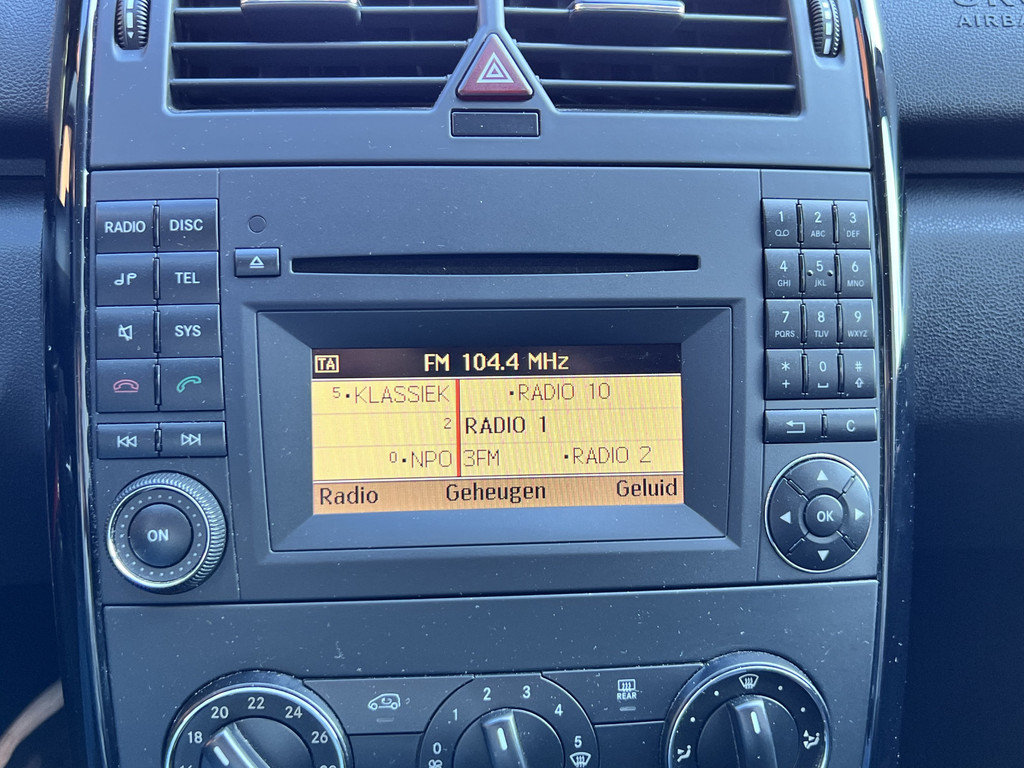 AIRBA
RADIO DISC
TEL
SYS
ON
TA FM 104.4 MHz
5 •KLASSIEK •RADIO 10
2 RADIO 1
0 •NPO 3FM •RADIO 2
Radio Geheugen Geluid
1 2 3
ABC DEF
4 5 6
GHI JKL MNO
7 8 9
PQRS TUV WXYZ
* 0 #
+
C
OK
18 20 22 24 26
0 1 2 3 4 5
REAR